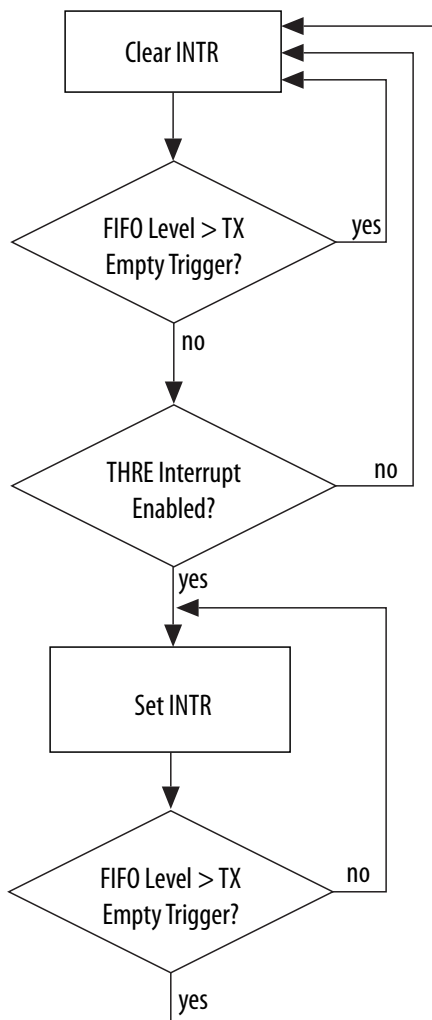 Clear INTR
FIFO Level > TX
Empty Trigger?
yes
no
THRE Interrupt
Enabled?
no
yes
Set INTR
FIFO Level > TX
Empty Trigger?
no
yes